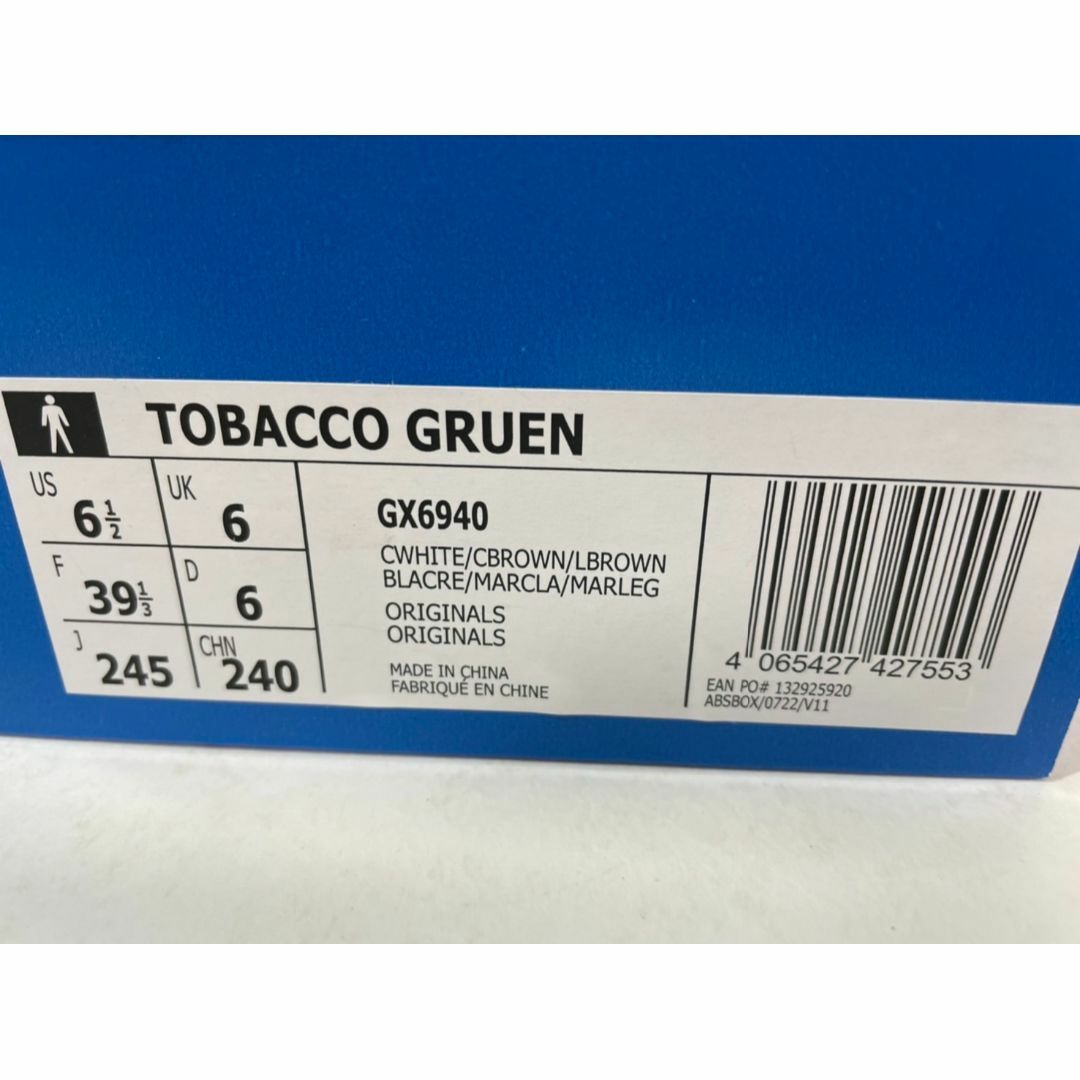 TOBACCO GRUEN
US 6½ UK 6
F 39⅓ D 6
J 245 CHN 240
GX6940
CWHITE/CBROWN/LBROWN
BLACRE/MARCLA/MARLEG
ORIGINALS
ORIGINALS
MADE IN CHINA
FABRIQUÉ EN CHINE
4 065427 427553
EAN PO# 132925920
ABSBOX/0722/V11